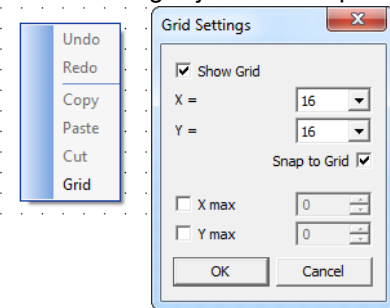 Undo
Redo
Copy
Paste
Cut
Grid
Grid Settings
Show Grid
X = 16
Y = 16
Snap to Grid
X max 0
Y max 0
OK Cancel